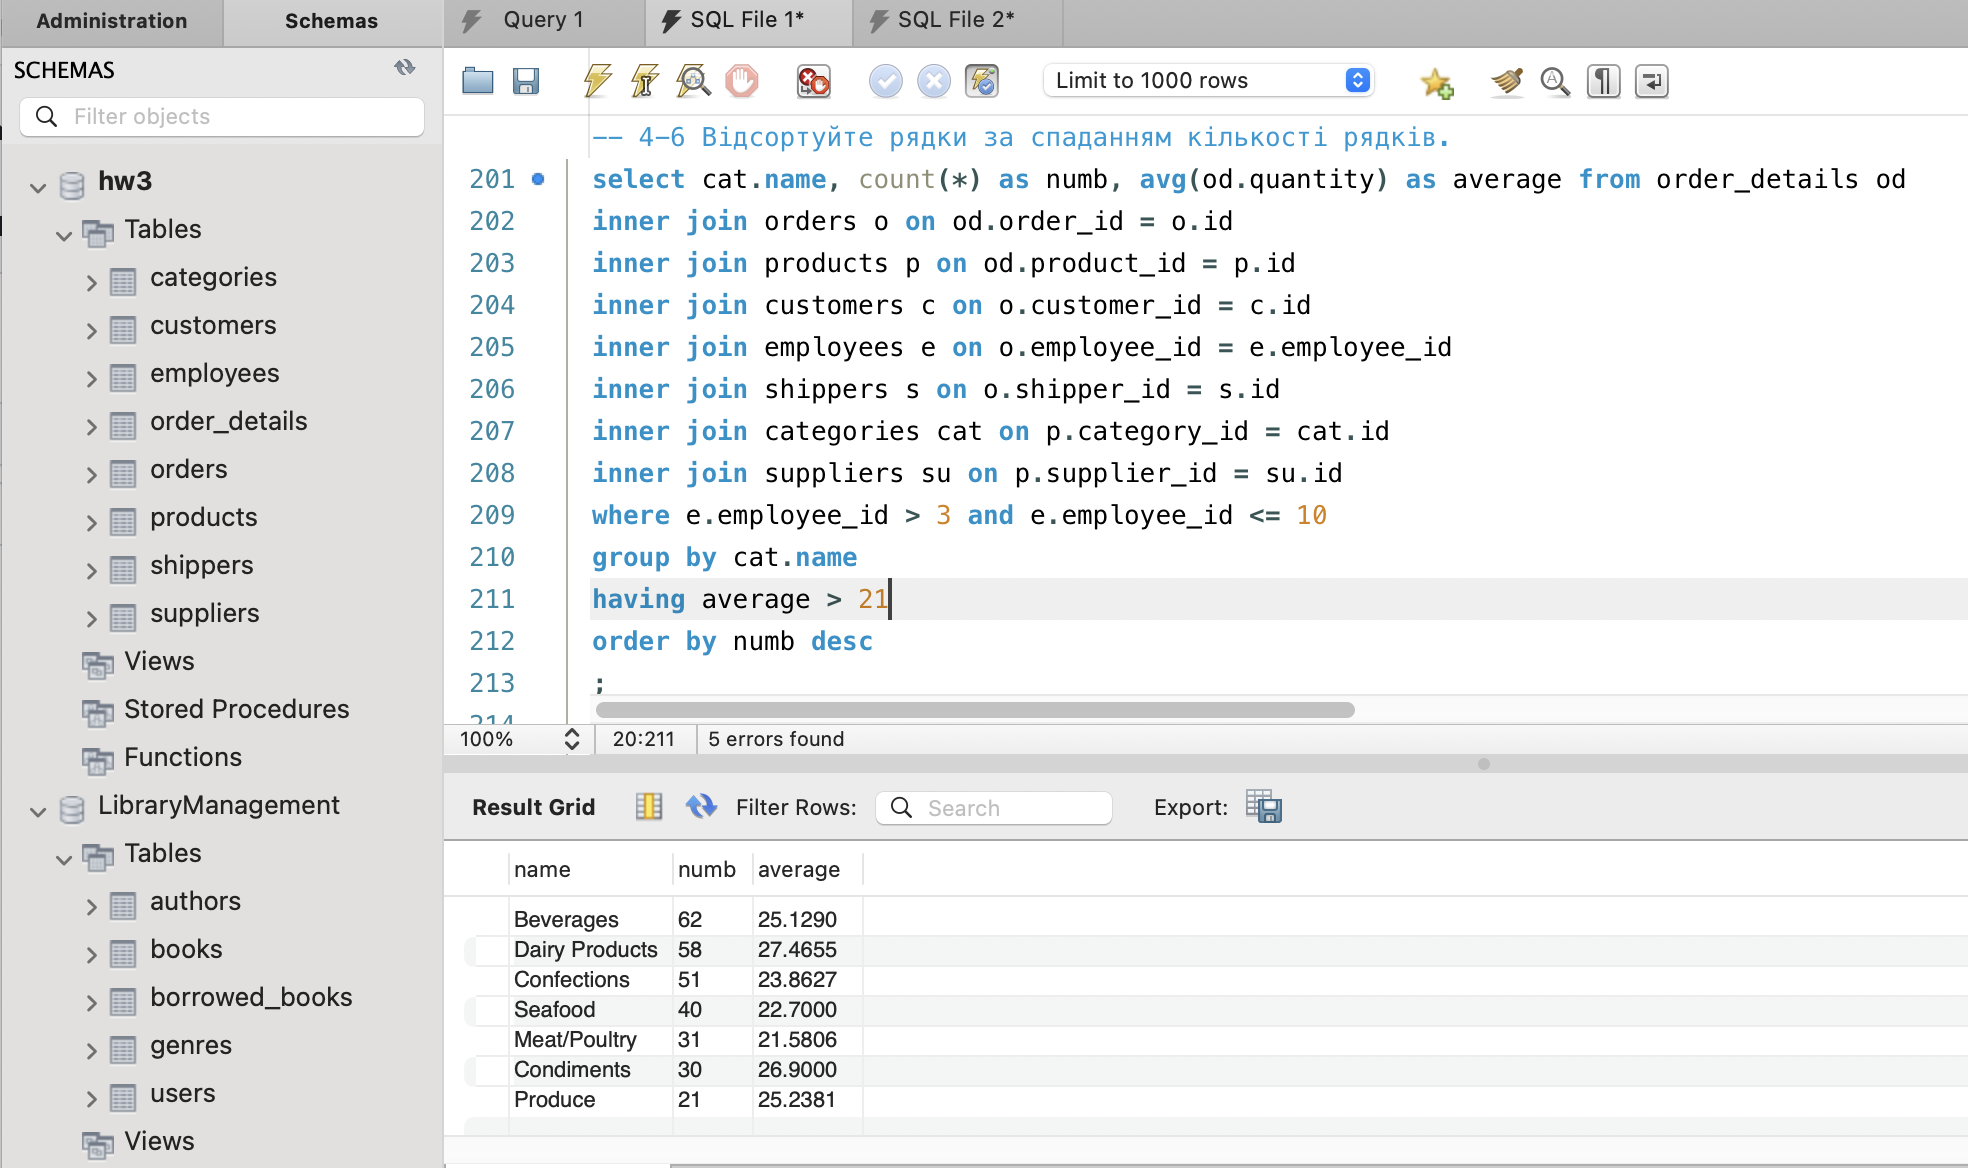 Administration
Schemas
Query 1
SQL File 1*
SQL File 2*
SCHEMAS
Filter objects
Limit to 1000 rows
hw3
Tables
categories
customers
employees
order_details
orders
products
shippers
suppliers
Views
Stored Procedures
Functions
LibraryManagement
Tables
authors
books
borrowed_books
genres
users
Views
-- 4-6 Відсортуйте рядки за спаданням кількості рядків.
201 select cat.name, count(*) as numb, avg(od.quantity) as average from order_details od
202 inner join orders o on od.order_id = o.id
203 inner join products p on od.product_id = p.id
204 inner join customers c on o.customer_id = c.id
205 inner join employees e on o.employee_id = e.employee_id
206 inner join shippers s on o.shipper_id = s.id
207 inner join categories cat on p.category_id = cat.id
208 inner join suppliers su on p.supplier_id = su.id
209 where e.employee_id > 3 and e.employee_id <= 10
210 group by cat.name
211 having average > 21
212 order by numb desc
213 ;
214
100% 20:211 5 errors found
Result Grid Filter Rows: Search Export:
name numb average
Beverages 62 25.1290
Dairy Products 58 27.4655
Confections 51 23.8627
Seafood 40 22.7000
Meat/Poultry 31 21.5806
Condiments 30 26.9000
Produce 21 25.2381